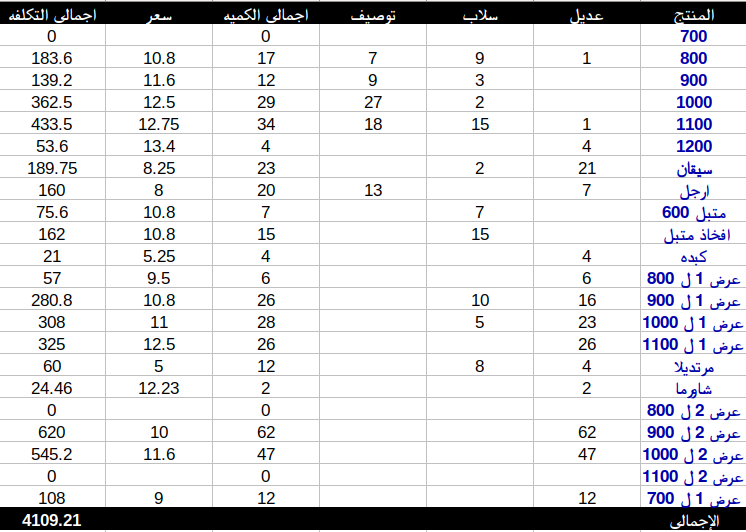 المنتج عديل سلاب توصيف اجمالى الكميه سعر اجمالى التكلفه
700 0 0
800 1 9 7 17 10.8 183.6
900 3 9 12 11.6 139.2
1000 2 27 29 12.5 362.5
1100 1 15 18 34 12.75 433.5
1200 4 4 13.4 53.6
سيقان 21 2 23 8.25 189.75
ارجل 7 13 20 8 160
متبل 600 7 7 10.8 75.6
افخاذ متبل 15 15 10.8 162
كبده 4 4 5.25 21
عرض 1 ل 800 6 6 9.5 57
عرض 1 ل 900 16 10 26 10.8 280.8
عرض 1 ل 1000 23 5 28 11 308
عرض 1 ل 1100 26 26 12.5 325
مرتديلا 4 8 12 5 60
شاورما 2 2 12.23 24.46
عرض 2 ل 800 0 0
عرض 2 ل 900 62 62 10 620
عرض 2 ل 1000 47 47 11.6 545.2
عرض 2 ل 1100 0 0
عرض 1 ل 700 12 12 9 108
الإجمالي 4109.21